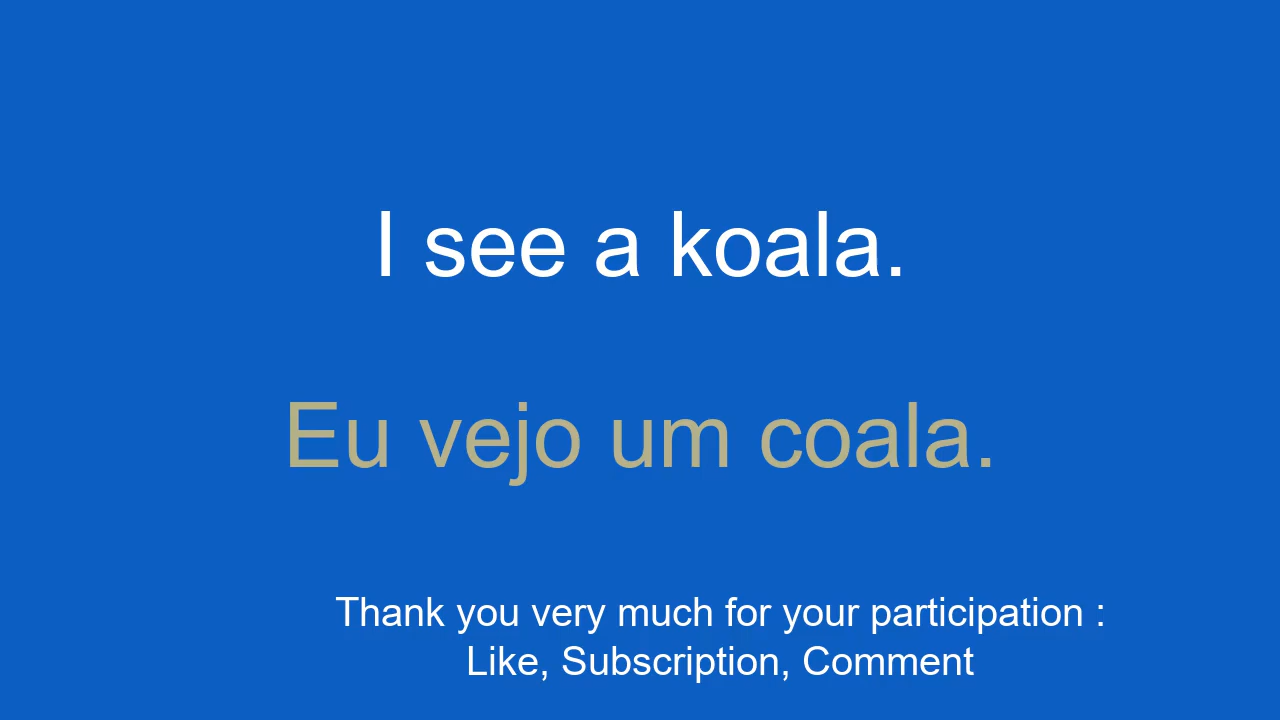 I see a koala.
Eu vejo um coala.
Thank you very much for your participation :
Like, Subscription, Comment